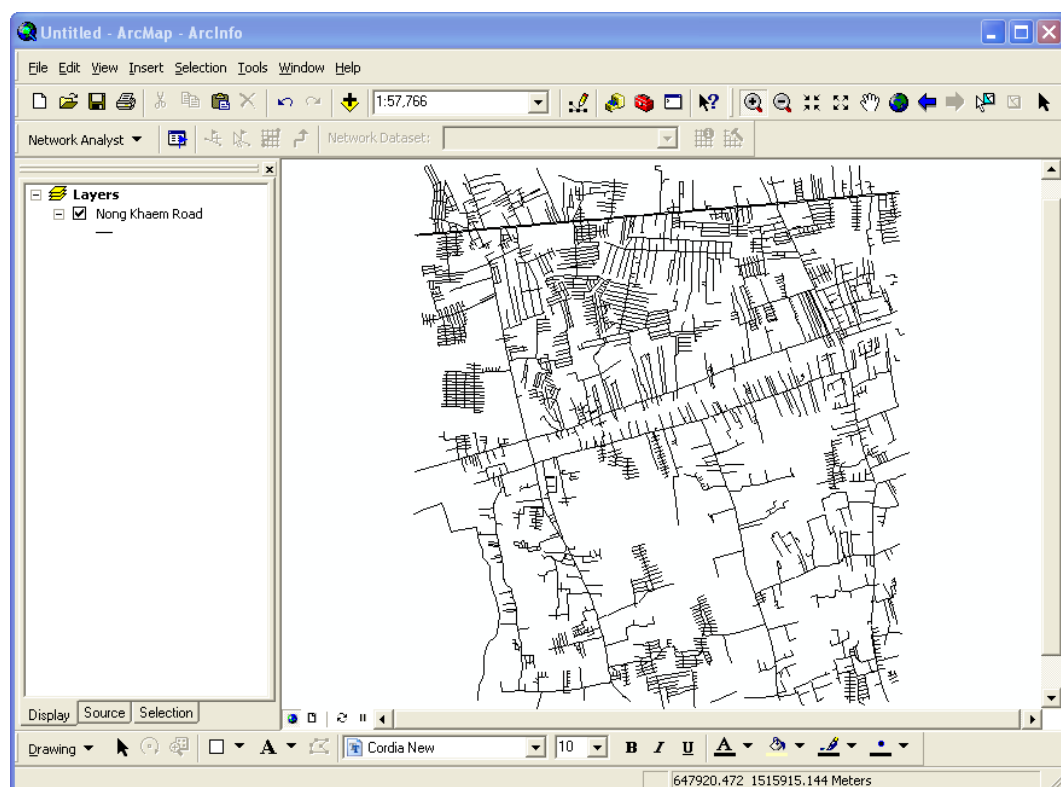 Untitled - ArcMap - ArcInfo
File Edit View Insert Selection Tools Window Help
1:57,766
Network Analyst Network Dataset:
Layers
Nong Khaem Road
Display Source Selection
Drawing A Cordia New 10 B I U A
647920.472 1515915.144 Meters